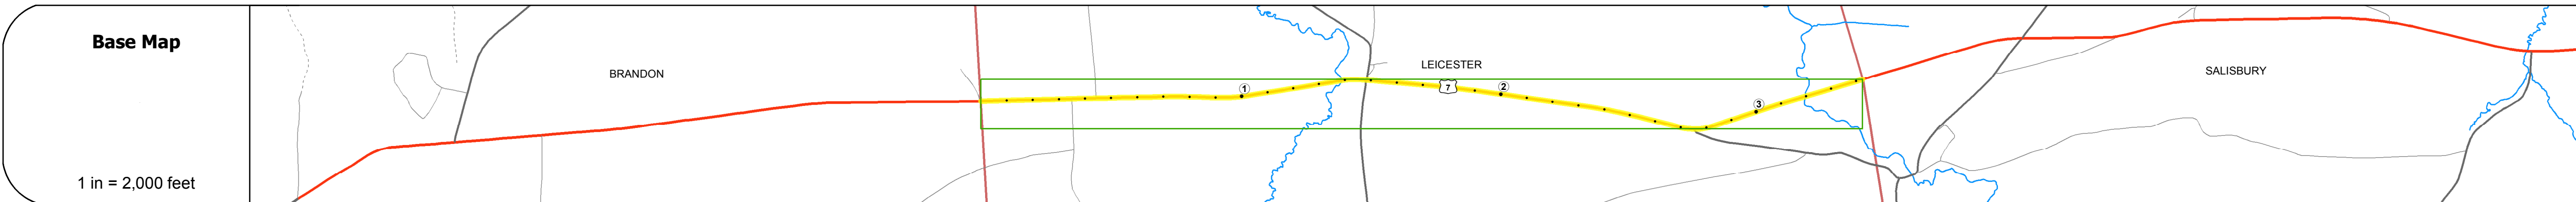 Base Map
1 in = 2,000 feet
BRANDON
1
LEICESTER
7
2
3
SALISBURY